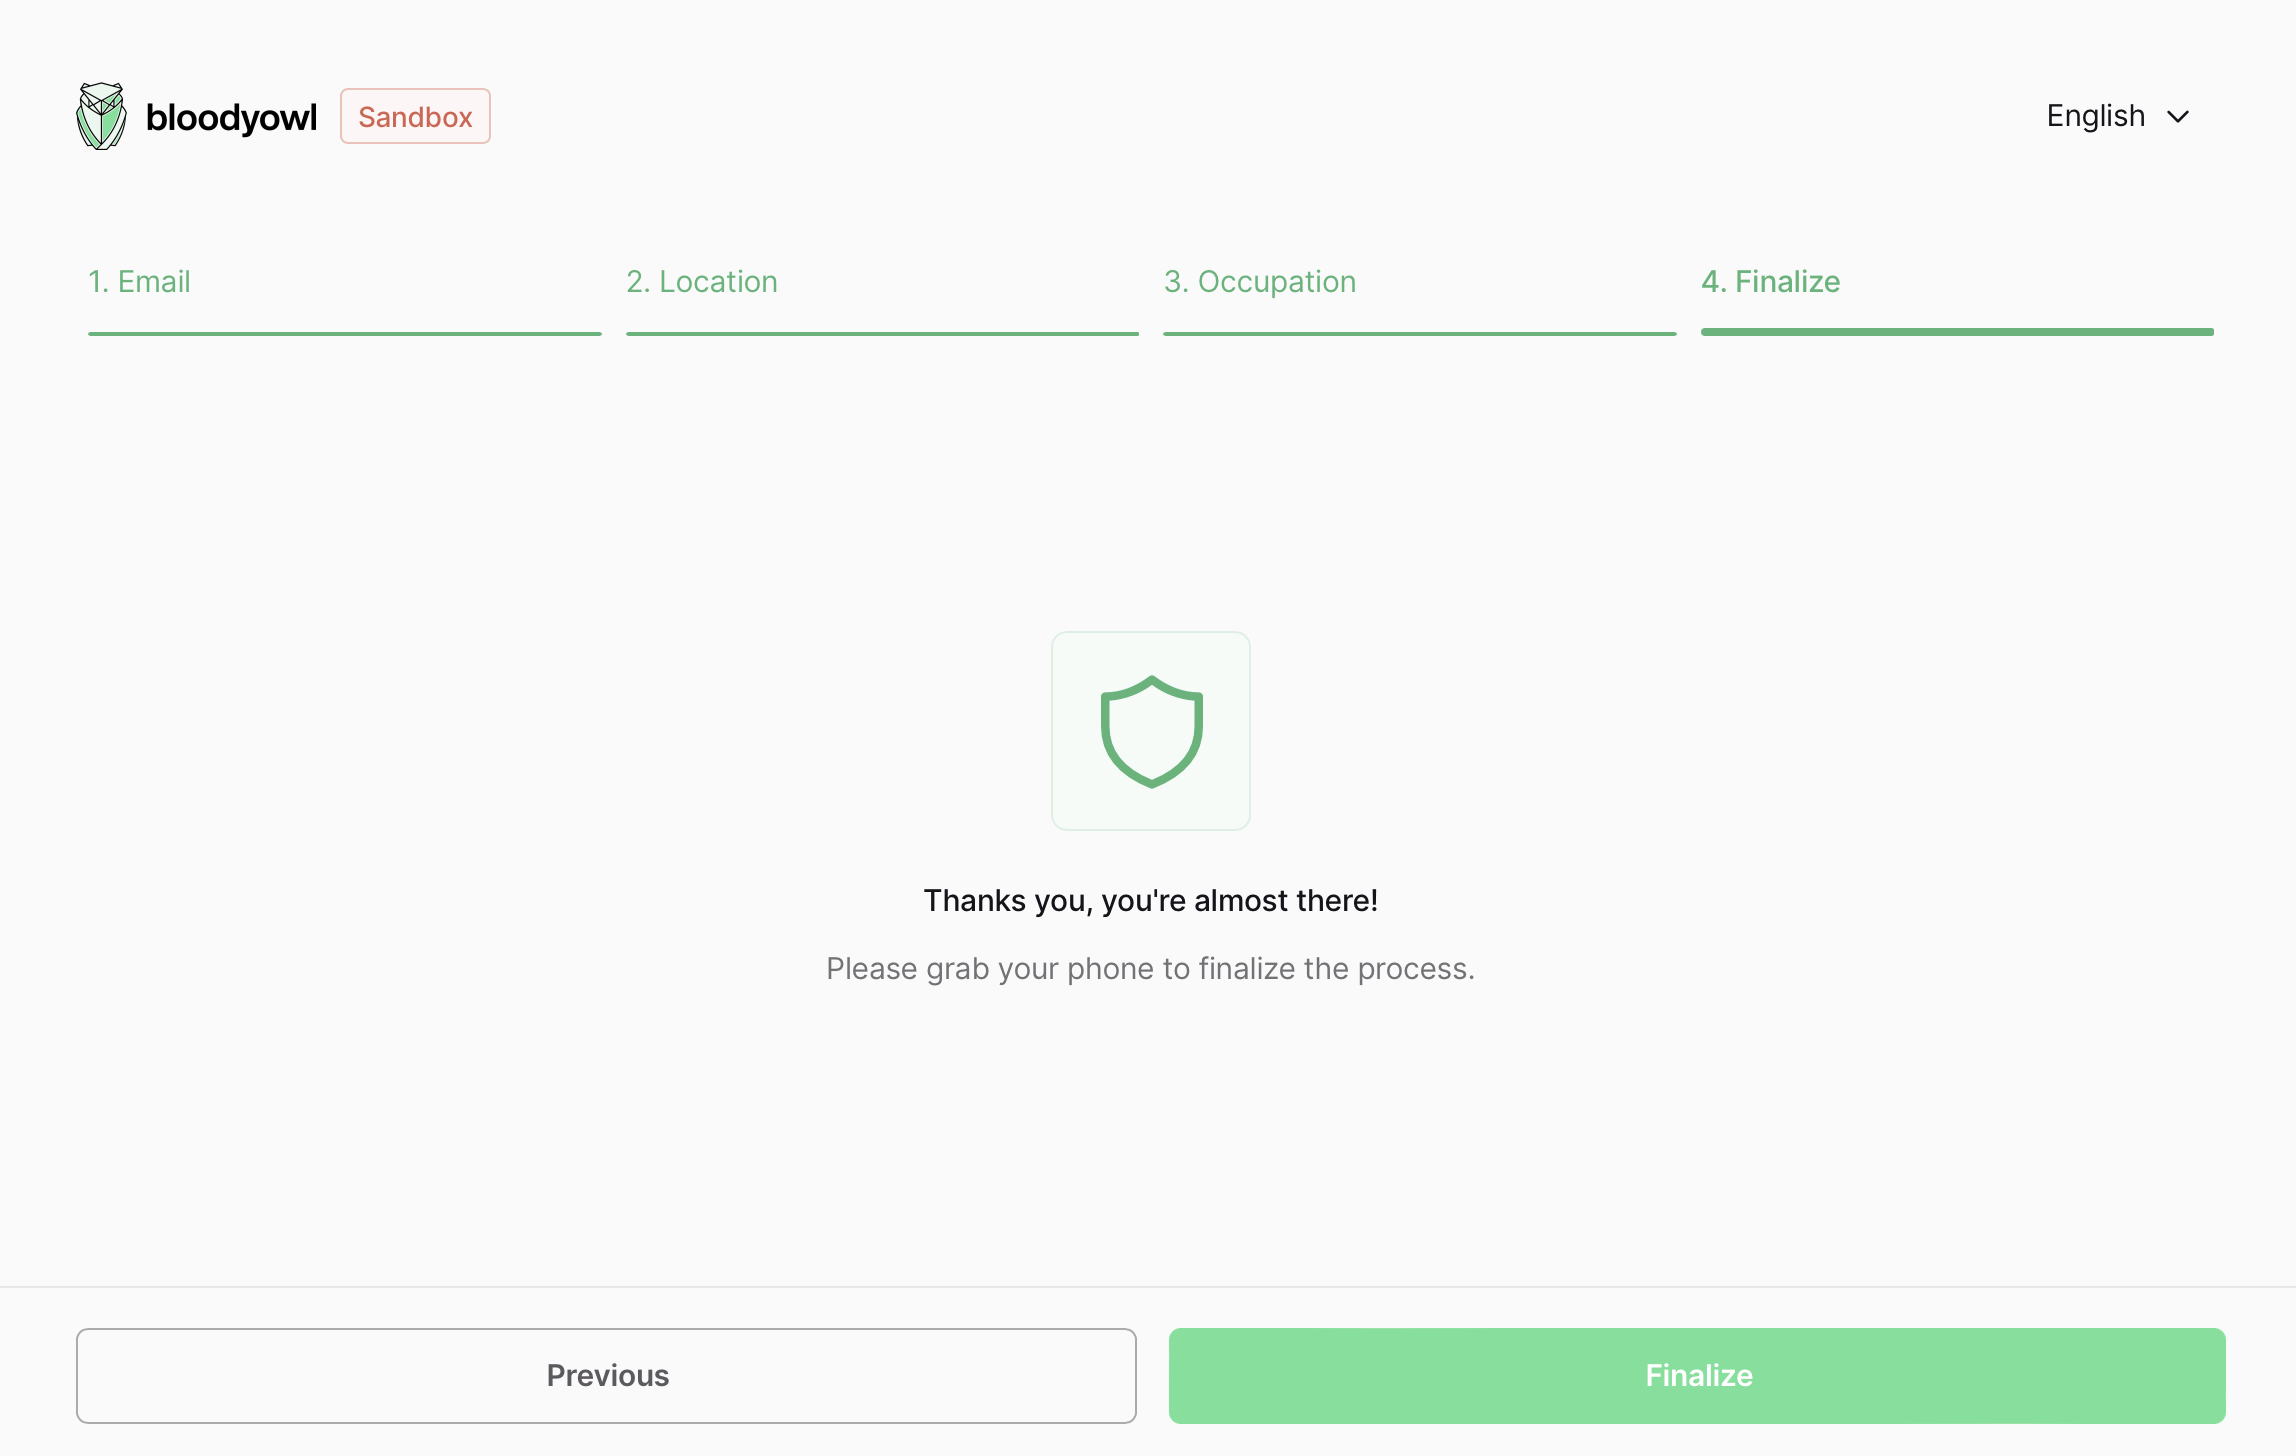 bloodyowl
Sandbox
English
1. Email
2. Location
3. Occupation
4. Finalize
Thanks you, you're almost there!
Please grab your phone to finalize the process.
Previous
Finalize